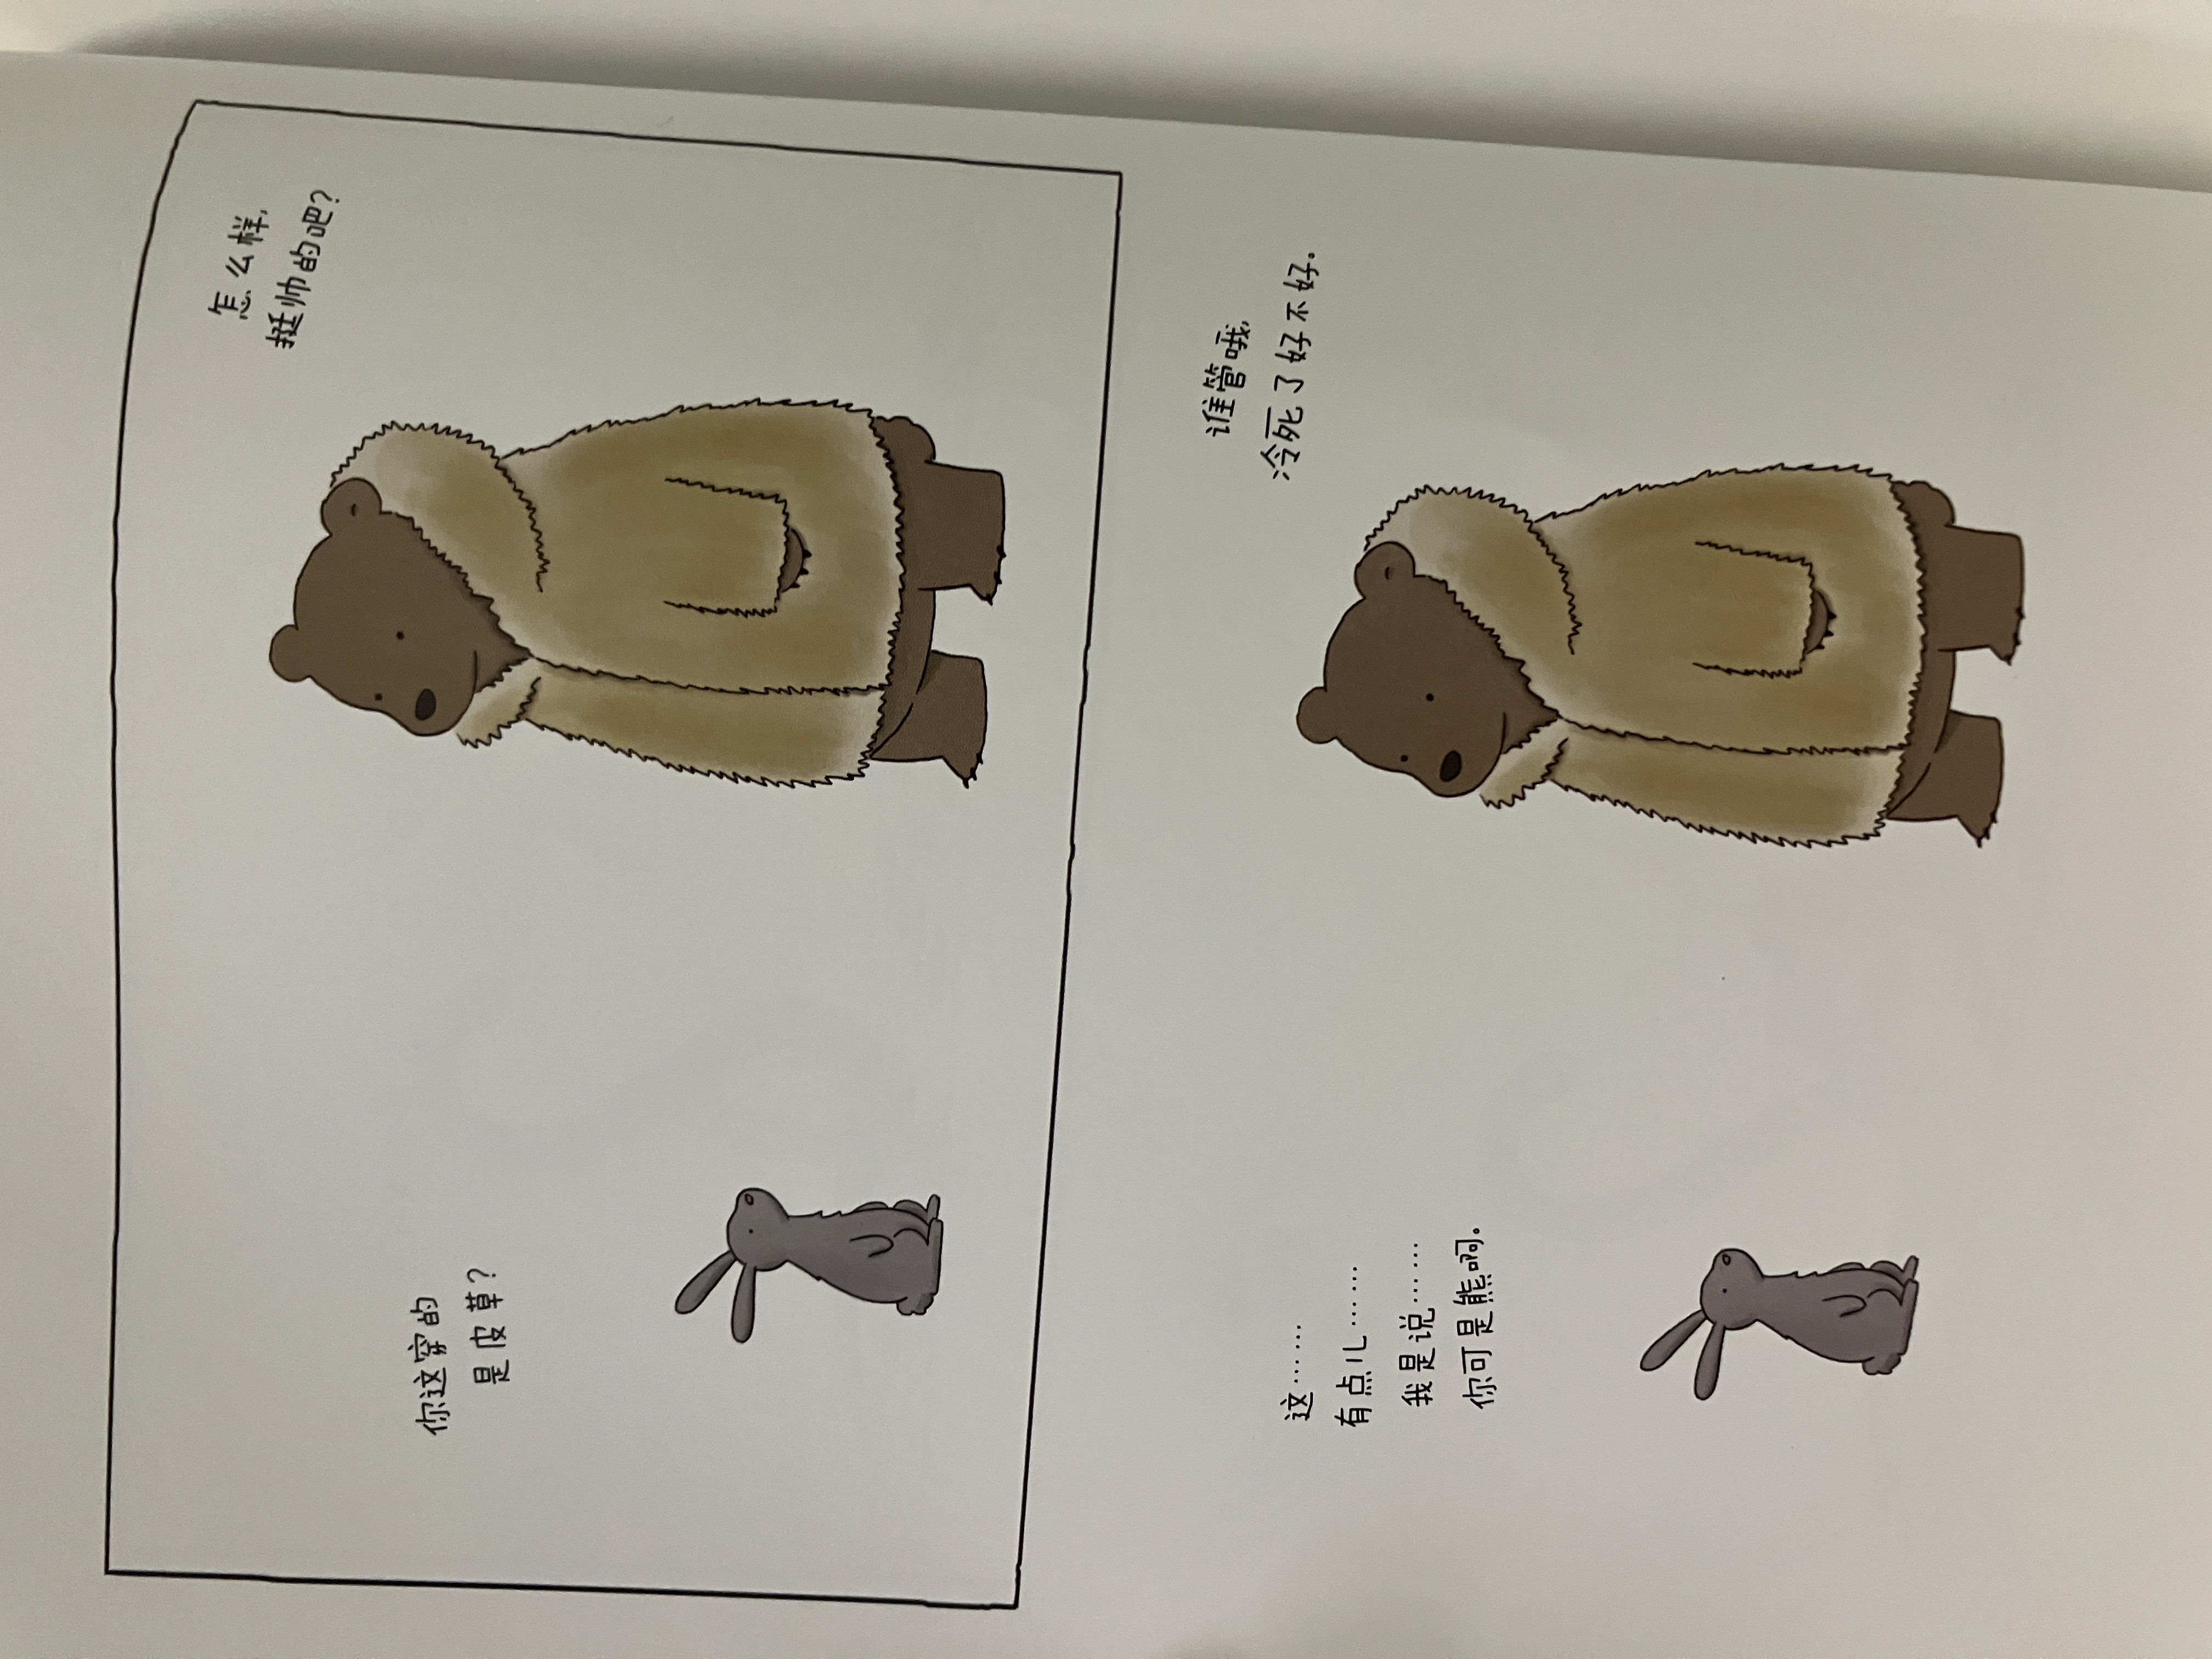 你这穿的
是皮草?
怎么样,
挺帅的吧?
这……
有点儿……
我是说……
你可是熊啊。
谁管哦,
冷死了好不好。